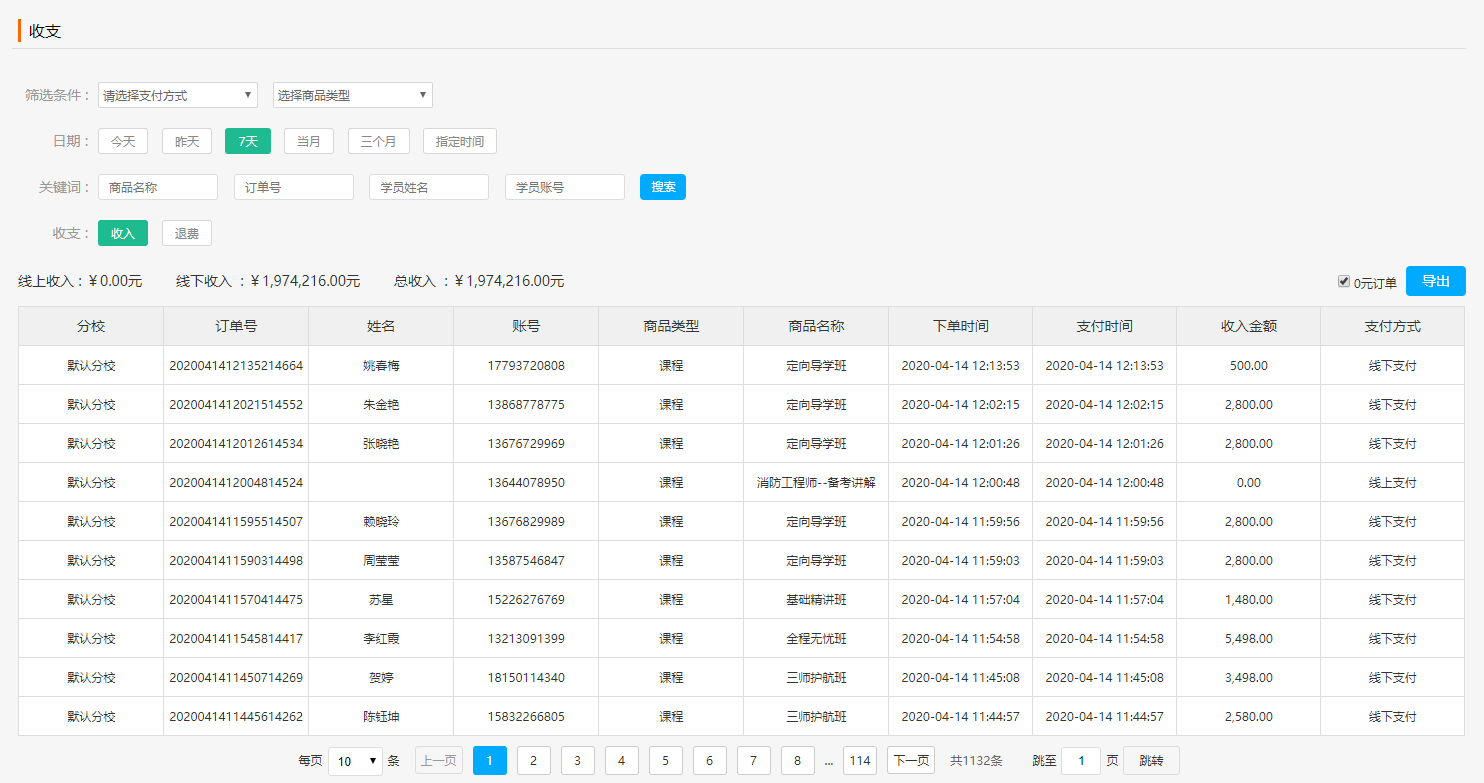 收支
筛选条件： 请选择支付方式 选择商品类型
日期： 今天 昨天 7天 当月 三个月 指定时间
关键词： 商品名称 订单号 学员姓名 学员账号 搜索
收支： 收入 退费
线上收入：￥0.00元 线下收入 ：￥1,974,216.00元 总收入 ：￥1,974,216.00元 0元订单 导出
分校 订单号 姓名 账号 商品类型 商品名称 下单时间 支付时间 收入金额 支付方式
默认分校 2020041412135214664 姚春梅 17793720808 课程 定向导学班 2020-04-14 12:13:53 2020-04-14 12:13:53 500.00 线下支付
默认分校 2020041412021514552 朱金艳 13868778775 课程 定向导学班 2020-04-14 12:02:15 2020-04-14 12:02:15 2,800.00 线下支付
默认分校 2020041412012614534 张晓艳 13676729969 课程 定向导学班 2020-04-14 12:01:26 2020-04-14 12:01:26 2,800.00 线下支付
默认分校 2020041412004814524 13644078950 课程 消防工程师--备考讲解 2020-04-14 12:00:48 2020-04-14 12:00:48 0.00 线上支付
默认分校 2020041411595514507 赖晓玲 13676829989 课程 定向导学班 2020-04-14 11:59:56 2020-04-14 11:59:56 2,800.00 线下支付
默认分校 2020041411590314498 周莹莹 13587546847 课程 定向导学班 2020-04-14 11:59:03 2020-04-14 11:59:03 2,800.00 线下支付
默认分校 2020041411570414475 苏星 15226276769 课程 基础精讲班 2020-04-14 11:57:04 2020-04-14 11:57:04 1,480.00 线下支付
默认分校 2020041411545814417 李红霞 13213091399 课程 全程无忧班 2020-04-14 11:54:58 2020-04-14 11:54:58 5,498.00 线下支付
默认分校 2020041411450714269 贺婷 18150114340 课程 三师护航班 2020-04-14 11:45:08 2020-04-14 11:45:08 3,498.00 线下支付
默认分校 2020041411445614262 陈钰坤 15832266805 课程 三师护航班 2020-04-14 11:44:57 2020-04-14 11:44:57 2,580.00 线下支付
每页 10 条 上一页 1 2 3 4 5 6 7 8 ... 114 下一页 共1132条 跳至 1 页 跳转